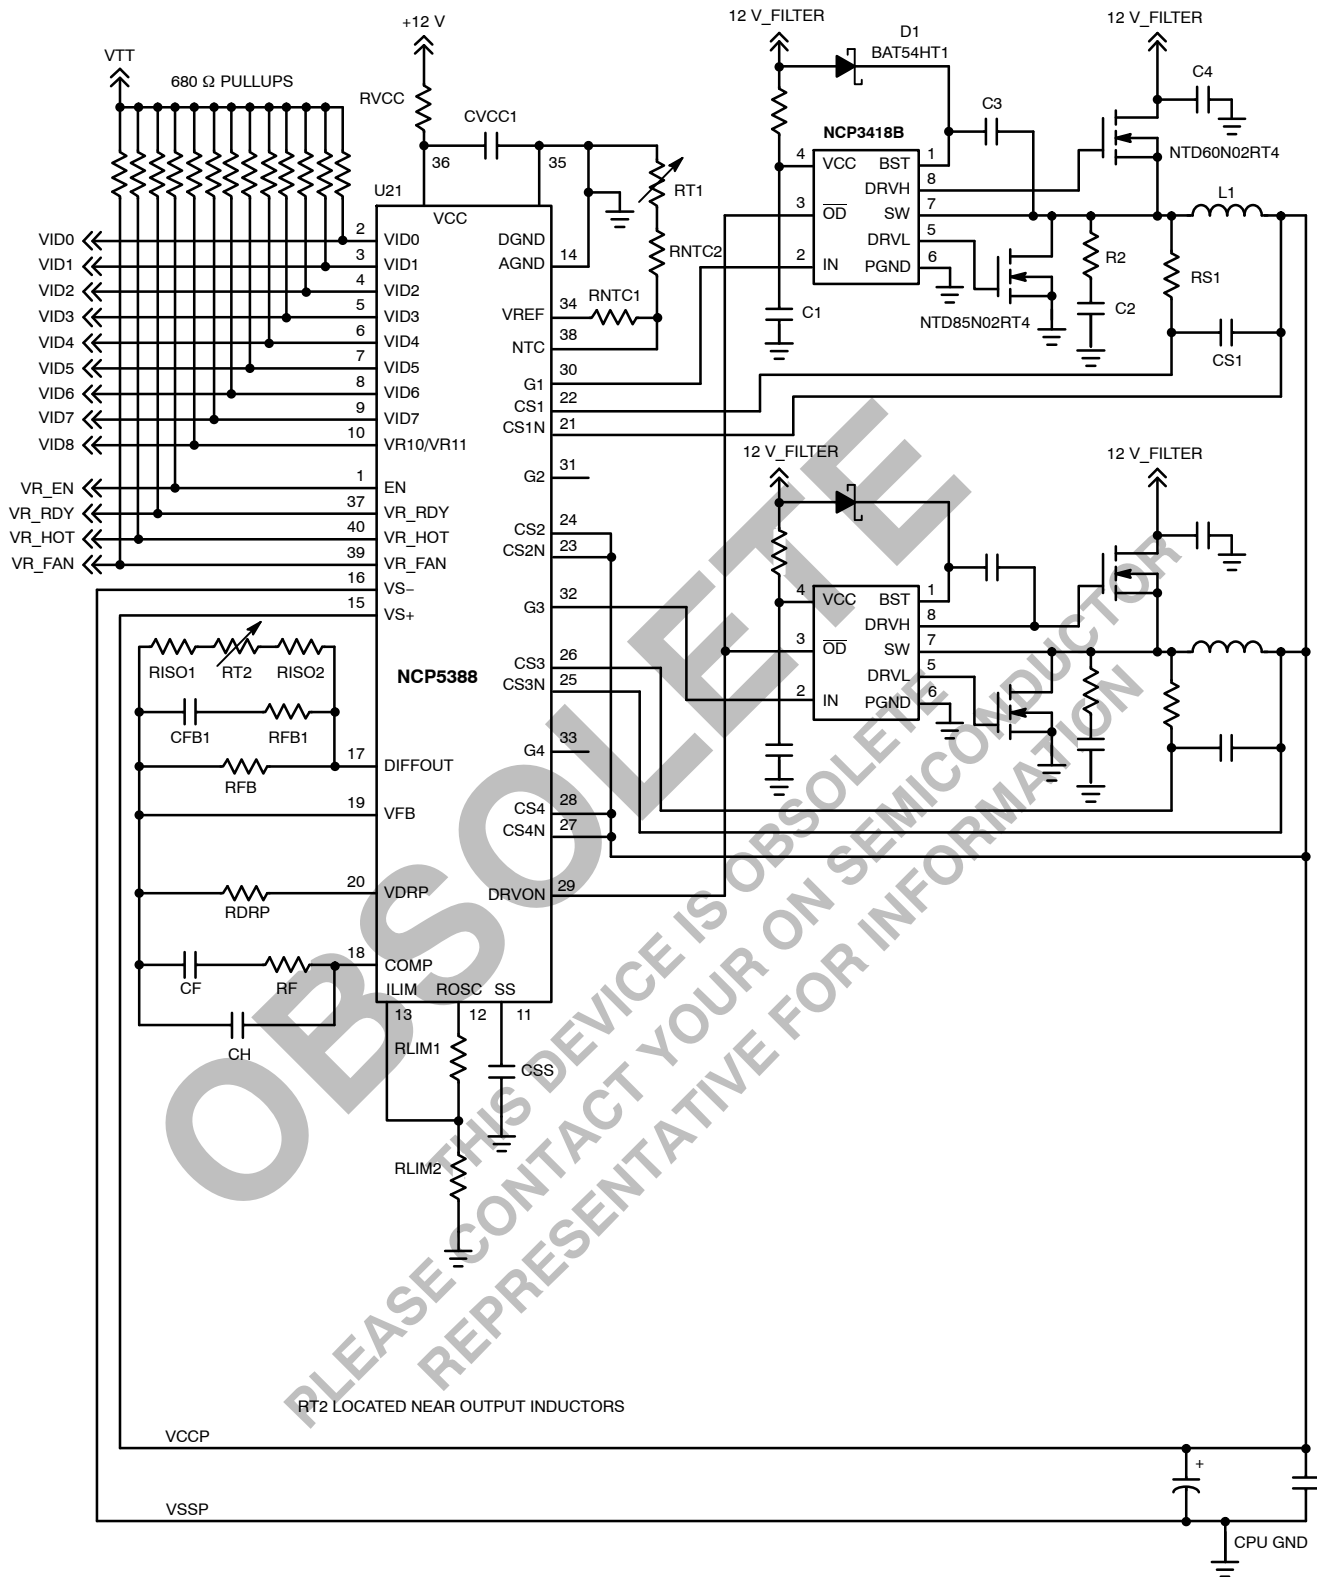 +12 V
12 V_FILTER
D1
BAT54HT1
12 V_FILTER
VTT
680 Ω PULLUPS
RVCC
CVCC1
C3
C4
NCP3418B
NTD60N02RT4
36
35
U21
VCC
RT1
4
VCC
BST
1
DRVH
8
3
OD
SW
7
L1
DRVL
5
2
IN
PGND
6
R2
RS1
C1
NTD85N02RT4
C2
CS1
VID0
2
VID0
DGND
VID1
3
VID1
AGND
14
RNTC2
VID2
4
VID2
RNTC1
VID3
5
VID3
VREF
34
VID4
6
VID4
NTC
38
VID5
7
VID5
VID6
8
VID6
G1
30
VID7
9
VID7
CS1
22
VID8
10
VR10/VR11
CS1N
21
12 V_FILTER
12 V_FILTER
VR_EN
1
EN
G2
31
VR_RDY
37
VR_RDY
VR_HOT
40
VR_HOT
CS2
24
CS2N
23
VR_FAN
39
VR_FAN
16
VS−
15
VS+
G3
32
4
VCC
BST
1
DRVH
8
3
OD
SW
7
DRVL
5
2
IN
PGND
6
RISO1
RT2
RISO2
NCP5388
CS3
26
CS3N
25
CFB1
RFB1
G4
33
RFB
17
DIFFOUT
19
VFB
CS4
28
CS4N
27
RDRP
20
VDRP
DRVON
29
CF
RF
18
COMP
CH
ILIM
ROSC
SS
13
12
11
RLIM1
CSS
RLIM2
OBSOLETE
THIS DEVICE IS OBSOLETE
PLEASE CONTACT YOUR ON SEMICONDUCTOR
REPRESENTATIVE FOR INFORMATION
RT2 LOCATED NEAR OUTPUT INDUCTORS
VCCP
+
VSSP
CPU GND